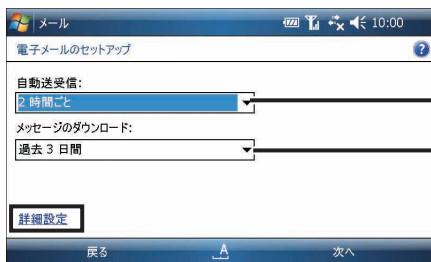 メール 10:00
電子メールのセットアップ
自動送受信:
2 時間ごと
メッセージのダウンロード:
過去 3 日間
詳細設定
戻る A 次へ